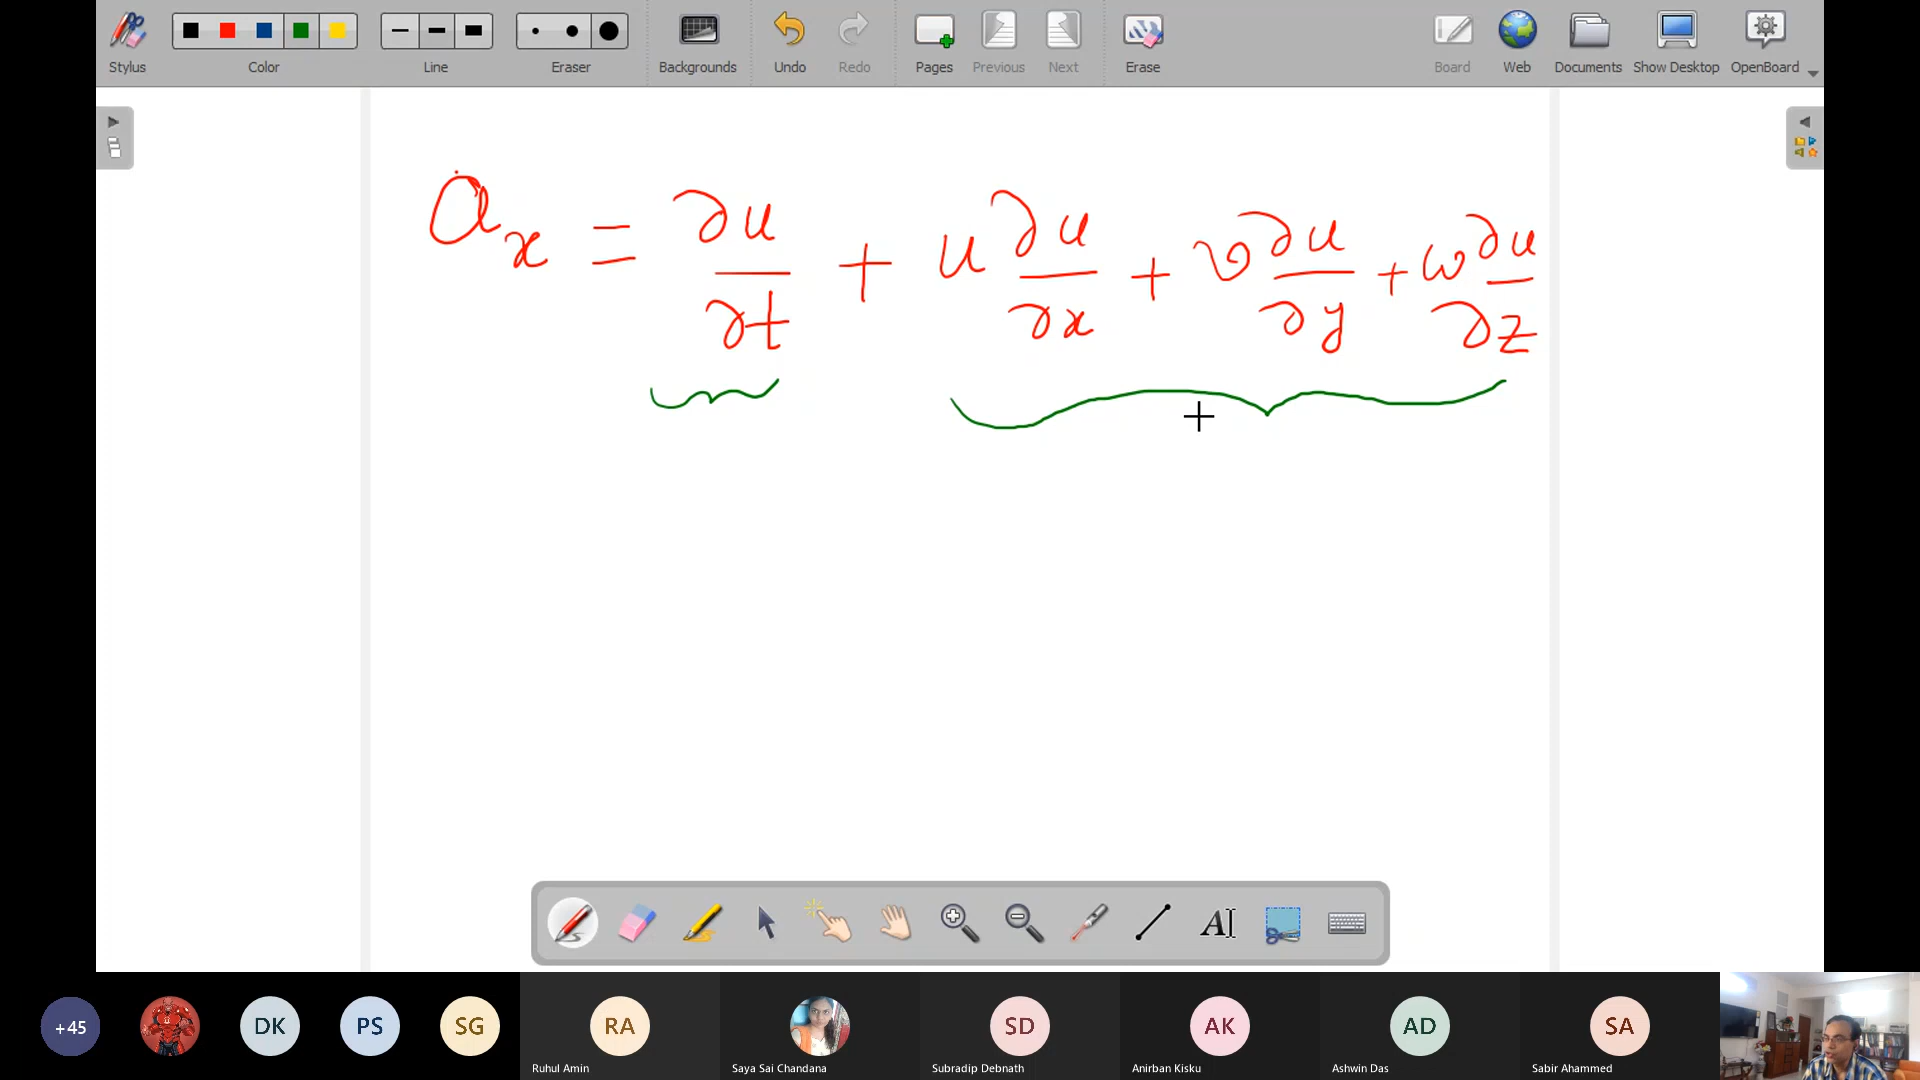 Stylus Color Line Eraser Backgrounds Undo Redo Pages Previous Next Erase Board Web Documents Show Desktop OpenBoard
aₓ = ∂u/∂t + u ∂u/∂x + v ∂u/∂y + w ∂u/∂z
AI
+45 DK PS SG RA SD AK AD SA
Ruhul Amin Saya Sai Chandana Subradip Debnath Anirban Kisku Ashwin Das Sabir Ahammed